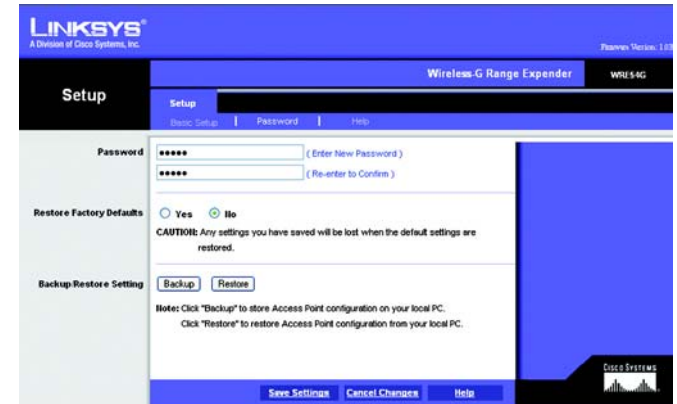 LINKSYS®
A Division of Cisco Systems, Inc.
Firmware Version: 1.03
Wireless-G Range Expender WRE54G
Setup
Setup
Basic Setup | Password | Help
Password
••••• ( Enter New Password )
••••• ( Re-enter to Confirm )
Restore Factory Defaults
Yes No
CAUTION: Any settings you have saved will be lost when the default settings are
restored.
Backup/Restore Setting
Backup Restore
Note: Click "Backup" to store Access Point configuration on your local PC.
Click "Restore" to restore Access Point configuration from your local PC.
CISCO SYSTEMS
Save Settings Cancel Changes Help